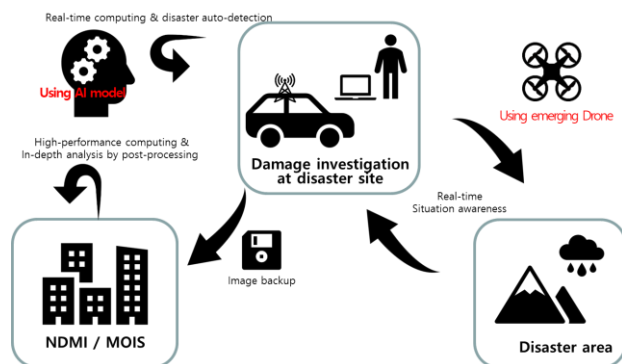 Real-time computing & disaster auto-detection
Using AI model
High-performance computing &
In-depth analysis by post-processing
Damage investigation
at disaster site
Using emerging Drone
Real-time
Situation awareness
Image backup
NDMI / MOIS
Disaster area